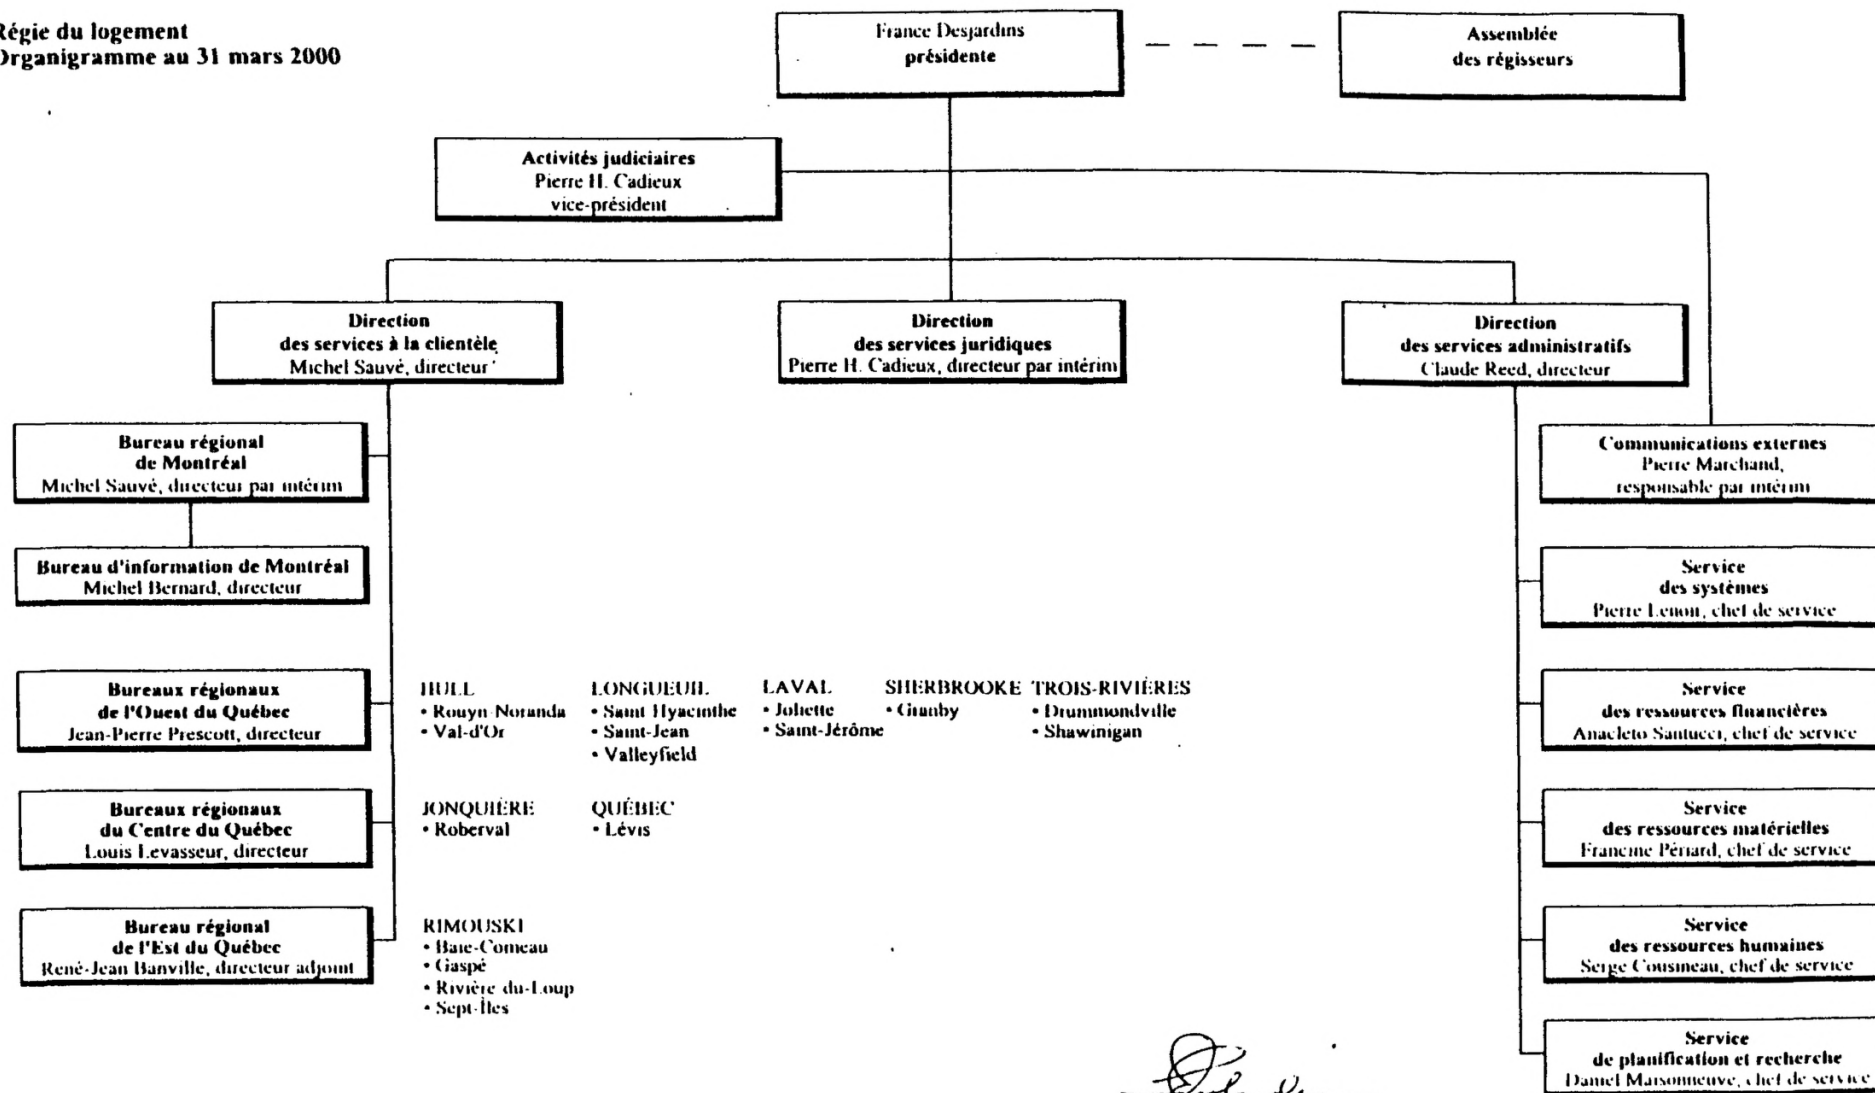 Régie du logement
Organigramme au 31 mars 2000
France Desjardins
présidente
Assemblée
des régisseurs
Activités judiciaires
Pierre H. Cadieux
vice-président
Direction
des services à la clientèle
Michel Sauvé, directeur
Direction
des services juridiques
Pierre H. Cadieux, directeur par intérim
Direction
des services administratifs
Claude Reed, directeur
Bureau régional
de Montréal
Michel Sauvé, directeur par intérim
Bureau d'information de Montréal
Michel Bernard, directeur
Communications externes
Pierre Marchand,
responsable par intérim
Service
des systèmes
Pierre Lenoir, chef de service
Bureaux régionaux
de l'Ouest du Québec
Jean-Pierre Prescott, directeur
HULL
• Rouyn Noranda
• Val-d'Or
LONGUEUIL
• Saint Hyacinthe
• Saint-Jean
• Valleyfield
LAVAL
• Joliette
• Saint-Jérôme
SHERBROOKE
• Granby
TROIS-RIVIÈRES
• Drummondville
• Shawinigan
Service
des ressources financières
Anacleto Santucci, chef de service
Bureaux régionaux
du Centre du Québec
Louis Levasseur, directeur
JONQUIÈRE
• Roberval
QUÉBEC
• Lévis
Service
des ressources matérielles
Francine Périard, chef de service
Bureau régional
de l'Est du Québec
René-Jean Banville, directeur adjoint
RIMOUSKI
• Baie-Comeau
• Gaspé
• Rivière du-Loup
• Sept-Îles
Service
des ressources humaines
Serge Cousineau, chef de service
Service
de planification et recherche
Daniel Maisonneuve, chef de service